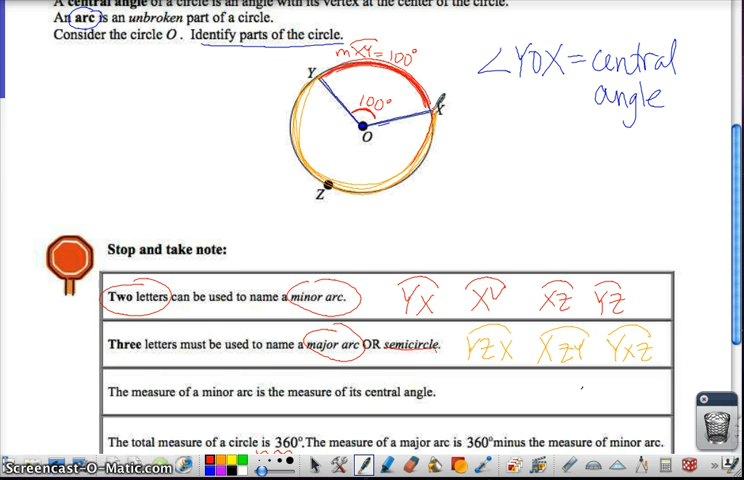 A central angle of a circle is an angle with its vertex at the center of the circle.
An arc is an unbroken part of a circle.
Consider the circle O. Identify parts of the circle.
mXY = 100°
∠YOX = central
angle
Y
100°
X
O
Z
Stop and take note:
Two letters can be used to name a minor arc. YX XY XZ YZ
Three letters must be used to name a major arc OR semicircle. YZX XZY YXZ
The measure of a minor arc is the measure of its central angle.
The total measure of a circle is 360°. The measure of a major arc is 360° minus the measure of minor arc.
Screencast-O-Matic.com